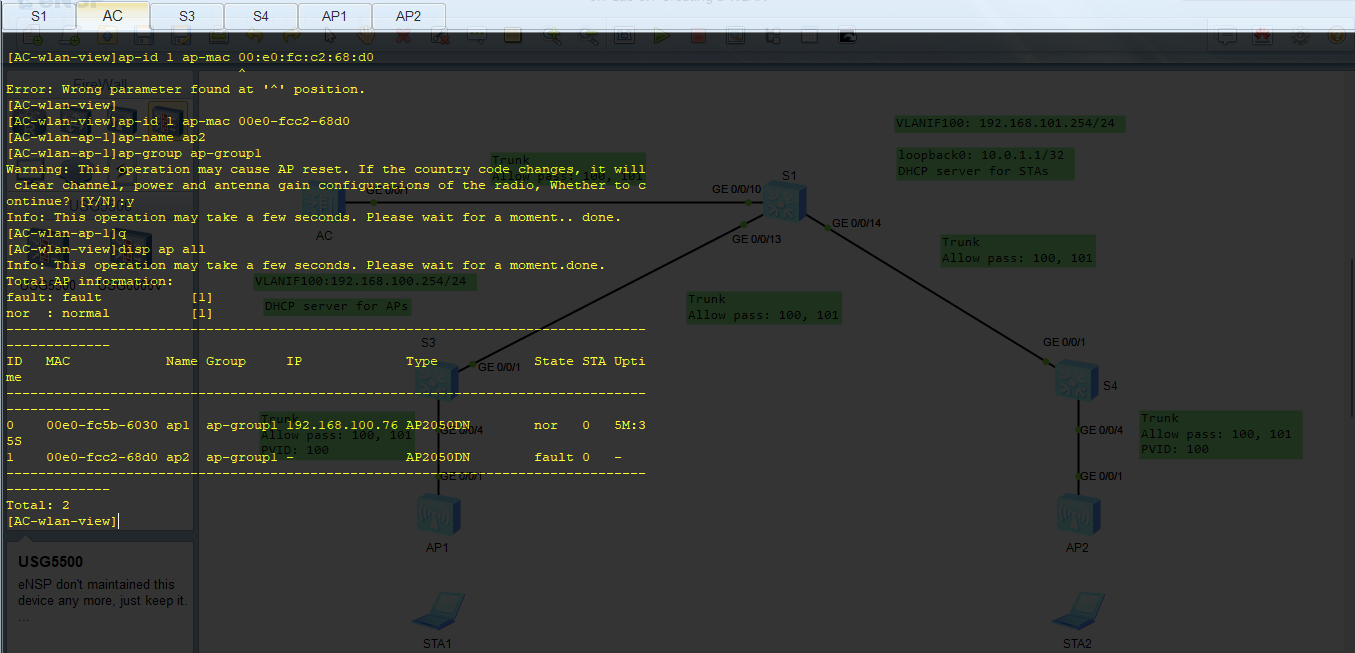 S1
AC
S3
S4
AP1
AP2
[AC-wlan-view]ap-id 1 ap-mac 00:e0:fc:c2:68:d0
^
Error: Wrong parameter found at '^' position.
[AC-wlan-view]
[AC-wlan-view]ap-id 1 ap-mac 00e0-fcc2-68d0
[AC-wlan-ap-1]ap-name ap2
[AC-wlan-ap-1]ap-group ap-group1
Warning: This operation may cause AP reset. If the country code changes, it will
clear channel, power and antenna gain configurations of the radio, Whether to c
ontinue? [Y/N]:y
Info: This operation may take a few seconds. Please wait for a moment.. done.
[AC-wlan-ap-1]q
[AC-wlan-view]disp ap all
Info: This operation may take a few seconds. Please wait for a moment.done.
Total AP information:
fault: fault [1]
nor : normal [1]
--------------------------------------------------------------------------------
-------------
ID MAC Name Group IP Type State STA Upti
me
--------------------------------------------------------------------------------
-------------
0 00e0-fc5b-6030 ap1 ap-group1 192.168.100.76 AP2050DN nor 0 5M:3
5S
1 00e0-fcc2-68d0 ap2 ap-group1 - AP2050DN fault 0 -
--------------------------------------------------------------------------------
-------------
Total: 2
[AC-wlan-view]
FireWall
USG5500
eNSP don't maintained this
device any more, just keep it.
...
VLANIF100: 192.168.101.254/24
loopback0: 10.0.1.1/32
DHCP server for STAs
Trunk
Allow pass: 100, 101
GE 0/0/10
S1
GE 0/0/13
GE 0/0/14
AC
VLANIF100:192.168.100.254/24
DHCP server for APs
Trunk
Allow pass: 100, 101
Trunk
Allow pass: 100, 101
S3
GE 0/0/1
GE 0/0/1
S4
Trunk
Allow pass: 100, 101
PVID: 100
GE 0/0/4
GE 0/0/1
GE 0/0/4
GE 0/0/1
Trunk
Allow pass: 100, 101
PVID: 100
AP1
AP2
STA1
STA2